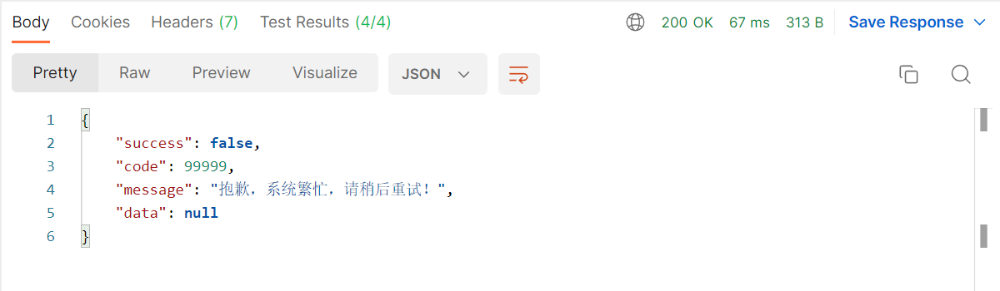 Body Cookies Headers (7) Test Results (4/4) 200 OK 67 ms 313 B Save Response
Pretty Raw Preview Visualize JSON
1 {
2 "success": false,
3 "code": 99999,
4 "message": "抱歉，系统繁忙，请稍后重试！",
5 "data": null
6 }